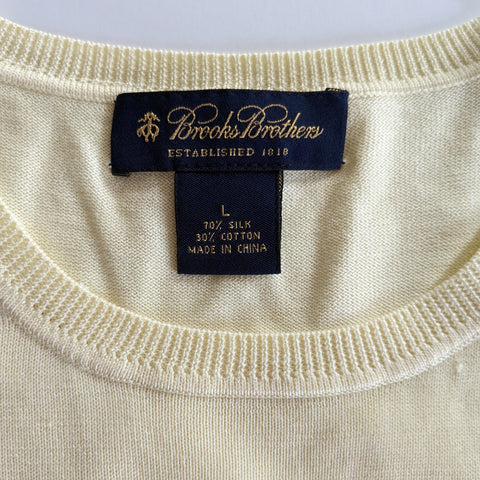 Brooks Brothers
ESTABLISHED 1818
L
70% SILK
30% COTTON
MADE IN CHINA